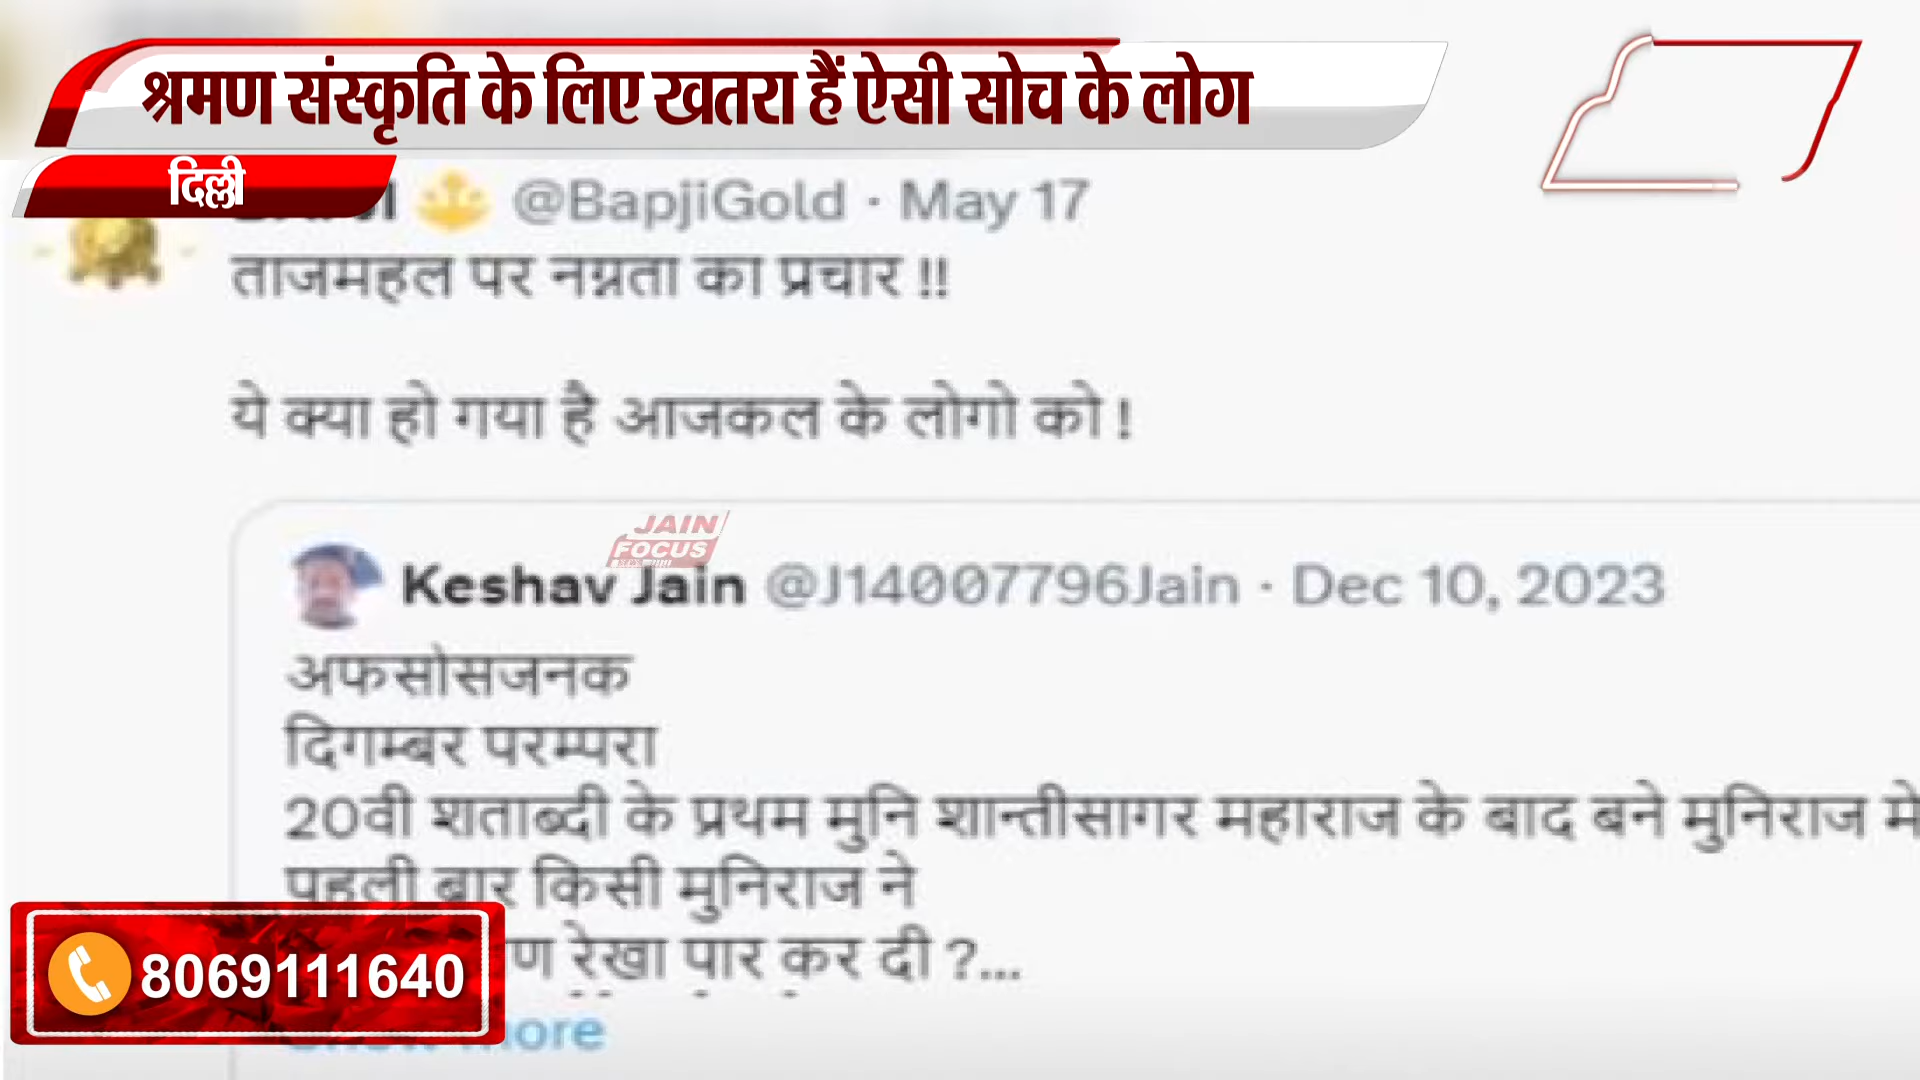 श्रमण संस्कृति के लिए खतरा हैं ऐसी सोच के लोग
दिल्ली
@BapjiGold · May 17
ताजमहल पर नग्नता का प्रचार !!
ये क्या हो गया है आजकल के लोगो को !
JAIN
FOCUS
Keshav Jain @J14007796Jain · Dec 10, 2023
अफसोसजनक
दिगम्बर परम्परा
20वी शताब्दी के प्रथम मुनि शान्तीसागर महाराज के बाद बने मुनिराज मे
पहली बार किसी मुनिराज ने
रेखा पार कर दी ?...
8069111640
more